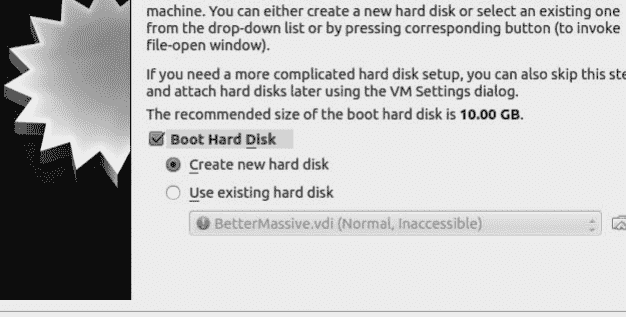 machine. You can either create a new hard disk or select an existing one
from the drop-down list or by pressing corresponding button (to invoke
file-open window).
If you need a more complicated hard disk setup, you can also skip this ste
and attach hard disks later using the VM Settings dialog.
The recommended size of the boot hard disk is 10.00 GB.
Boot Hard Disk
Create new hard disk
Use existing hard disk
BetterMassive.vdi (Normal, Inaccessible)